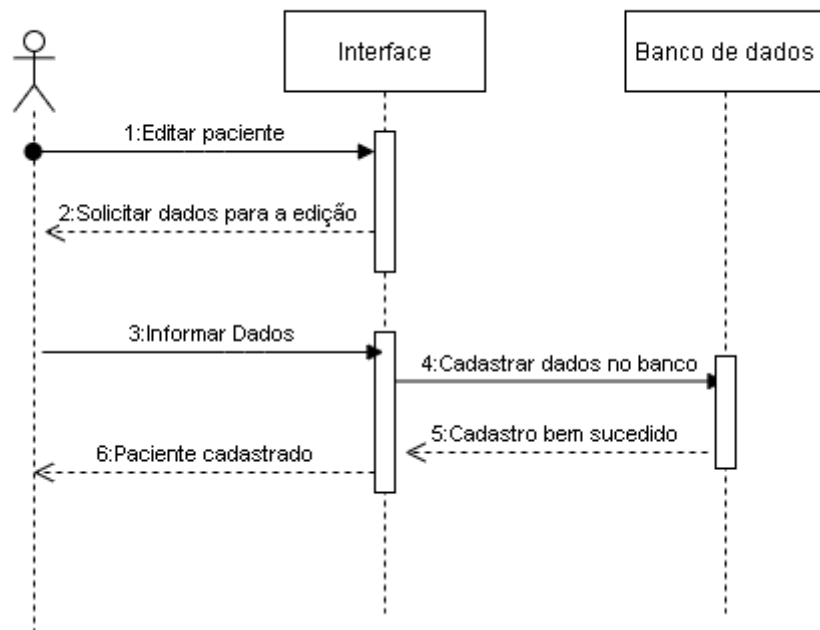 Interface
Banco de dados
1:Editar paciente
2:Solicitar dados para a edição
3:Informar Dados
4:Cadastrar dados no banco
5:Cadastro bem sucedido
6:Paciente cadastrado